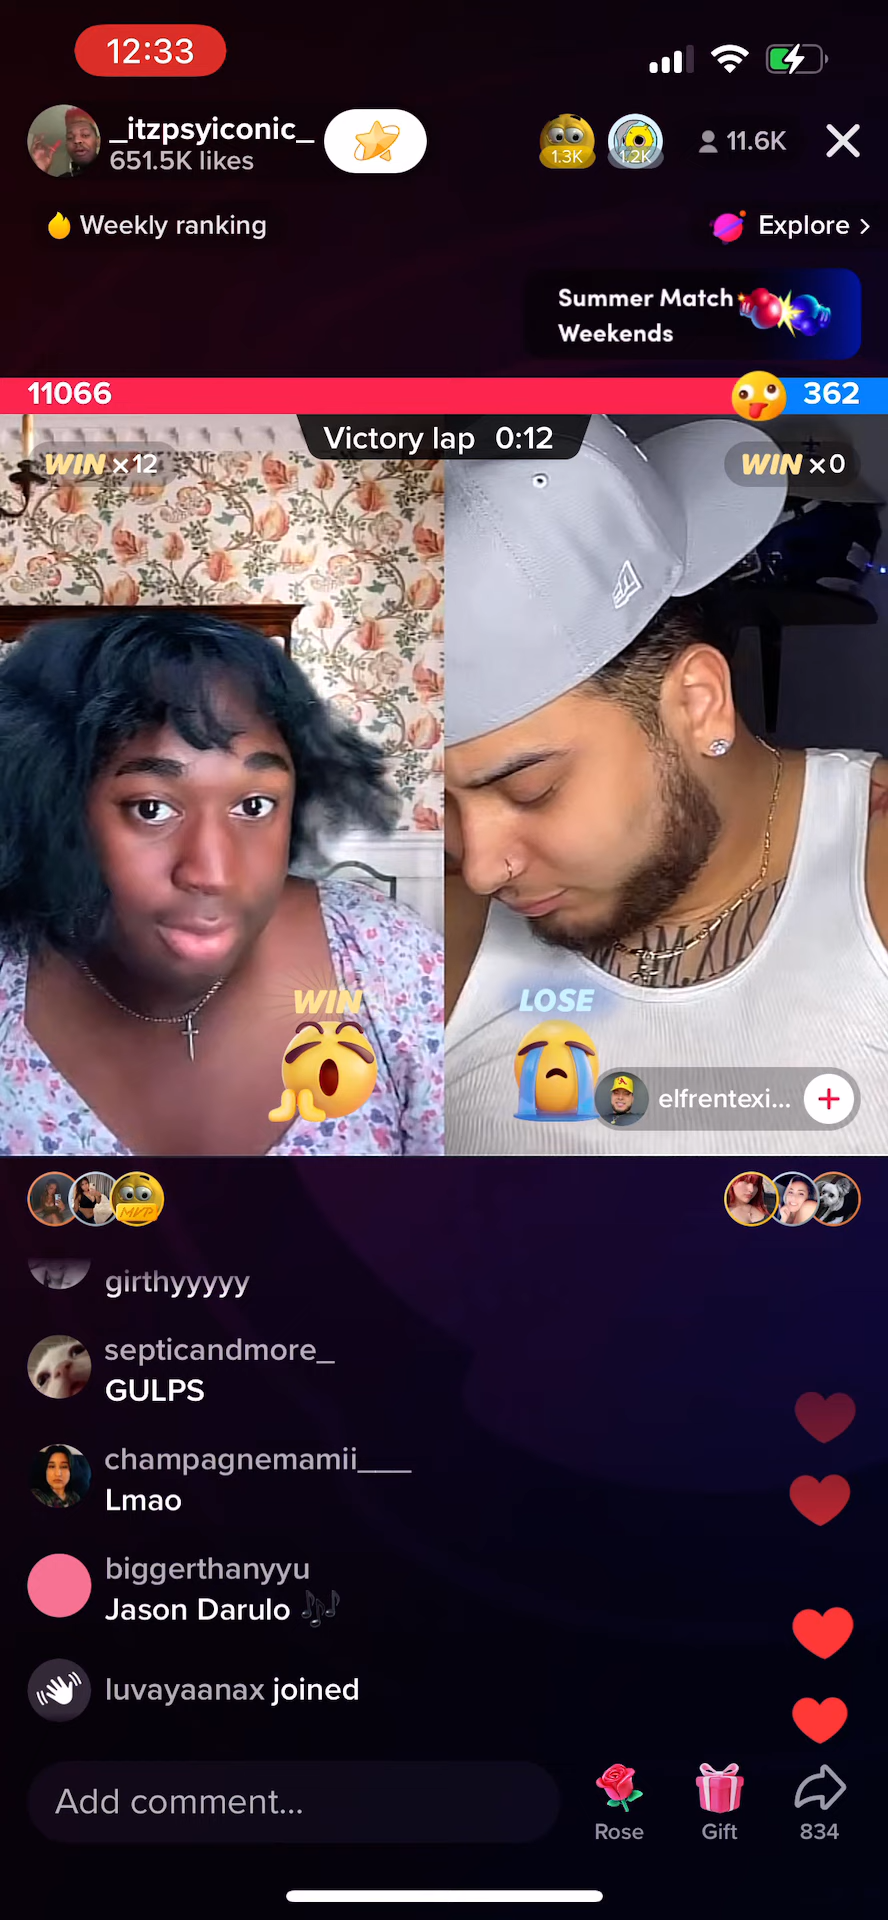 12:33
_itzpsyiconic_
651.5K likes
1.3K
1.2K
11.6K
Weekly ranking
Explore >
Summer Match
Weekends
11066
362
Victory lap 0:12
WIN x12
WIN x0
WIN
LOSE
elfrentexi...
MVP
girthyyyyy
septicandmore_
GULPS
champagnemamii___
Lmao
biggerthanyyu
Jason Darulo 🎶
luvayaanax joined
Add comment...
Rose
Gift
834